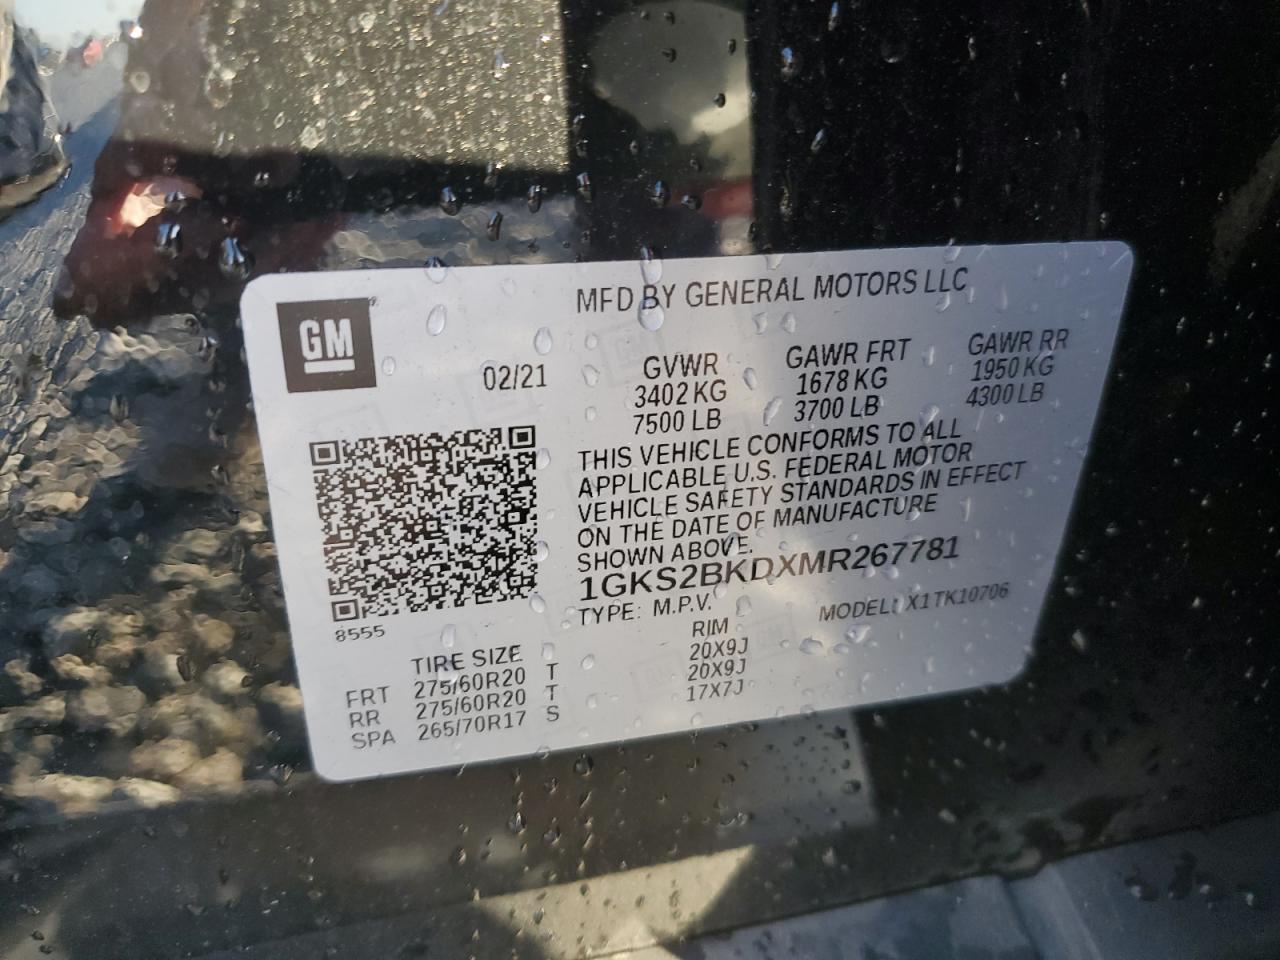 GM
MFD BY GENERAL MOTORS LLC
02/21
GVWR GAWR FRT GAWR RR
3402 KG 1678 KG 1950 KG
7500 LB 3700 LB 4300 LB
THIS VEHICLE CONFORMS TO ALL
APPLICABLE U.S. FEDERAL MOTOR
VEHICLE SAFETY STANDARDS IN EFFECT
ON THE DATE OF MANUFACTURE
SHOWN ABOVE.
1GKS2BKDXMR267781
TYPE: M.P.V. MODEL: X1TK10706
8555
TIRE SIZE RIM
FRT 275/60R20 T 20X9J
RR 275/60R20 T 20X9J
SPA 265/70R17 S 17X7J